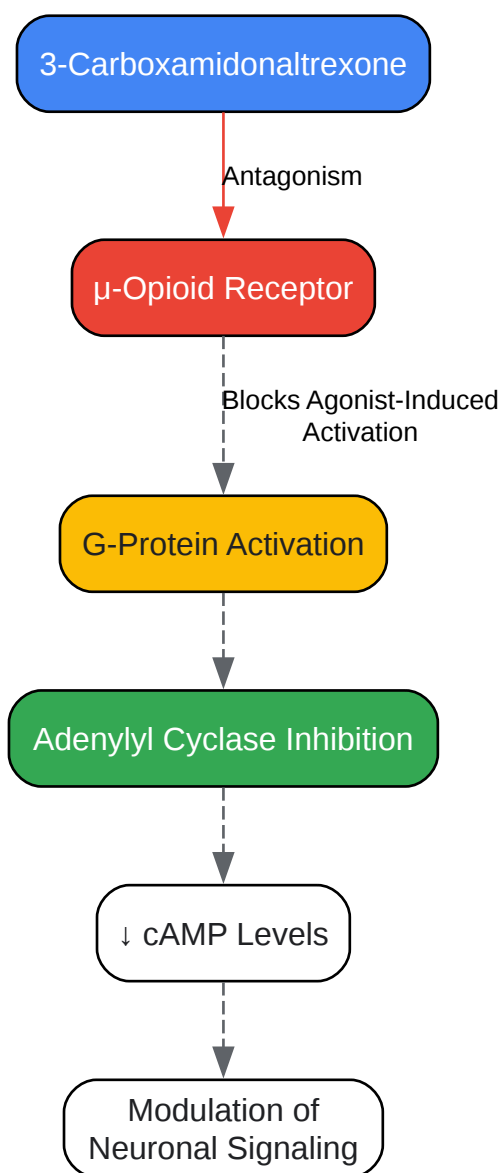 3-Carboxamidonaltrexone
Antagonism
μ-Opioid Receptor
Blocks Agonist-Induced
Activation
G-Protein Activation
Adenylyl Cyclase Inhibition
↓ cAMP Levels
Modulation of
Neuronal Signaling